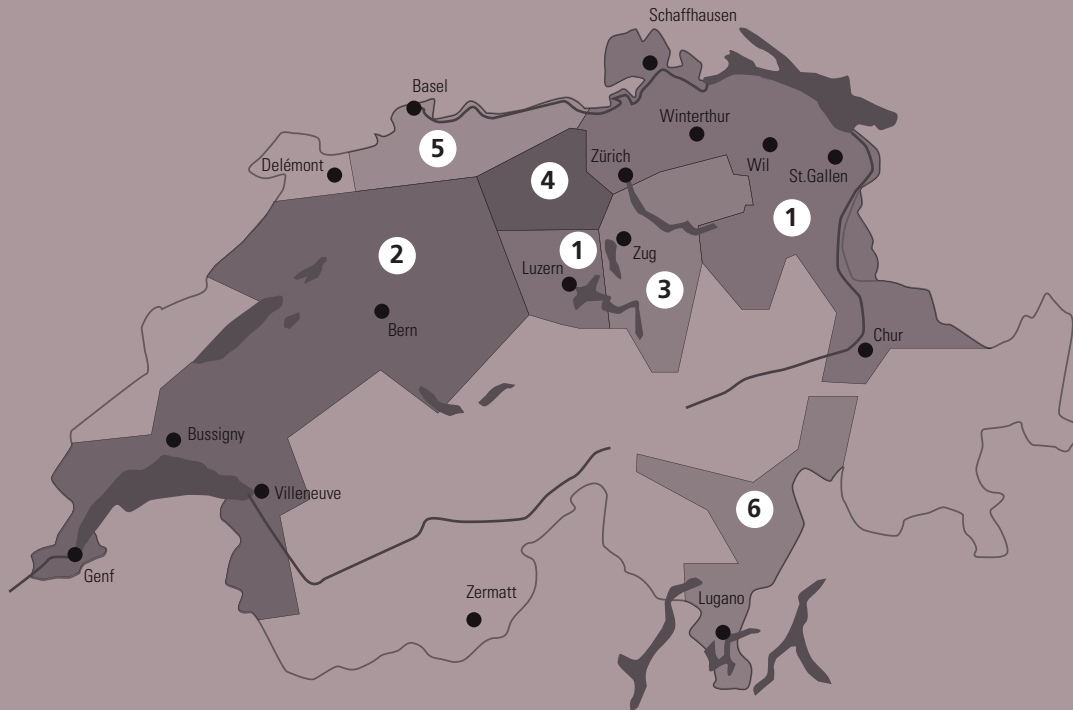 Schaffhausen
Basel
Winterthur
5
Zürich
Wil
Delémont
4
St.Gallen
1
2
1
Zug
Luzern
3
Bern
Chur
Bussigny
Villeneuve
6
Genf
Zermatt
Lugano